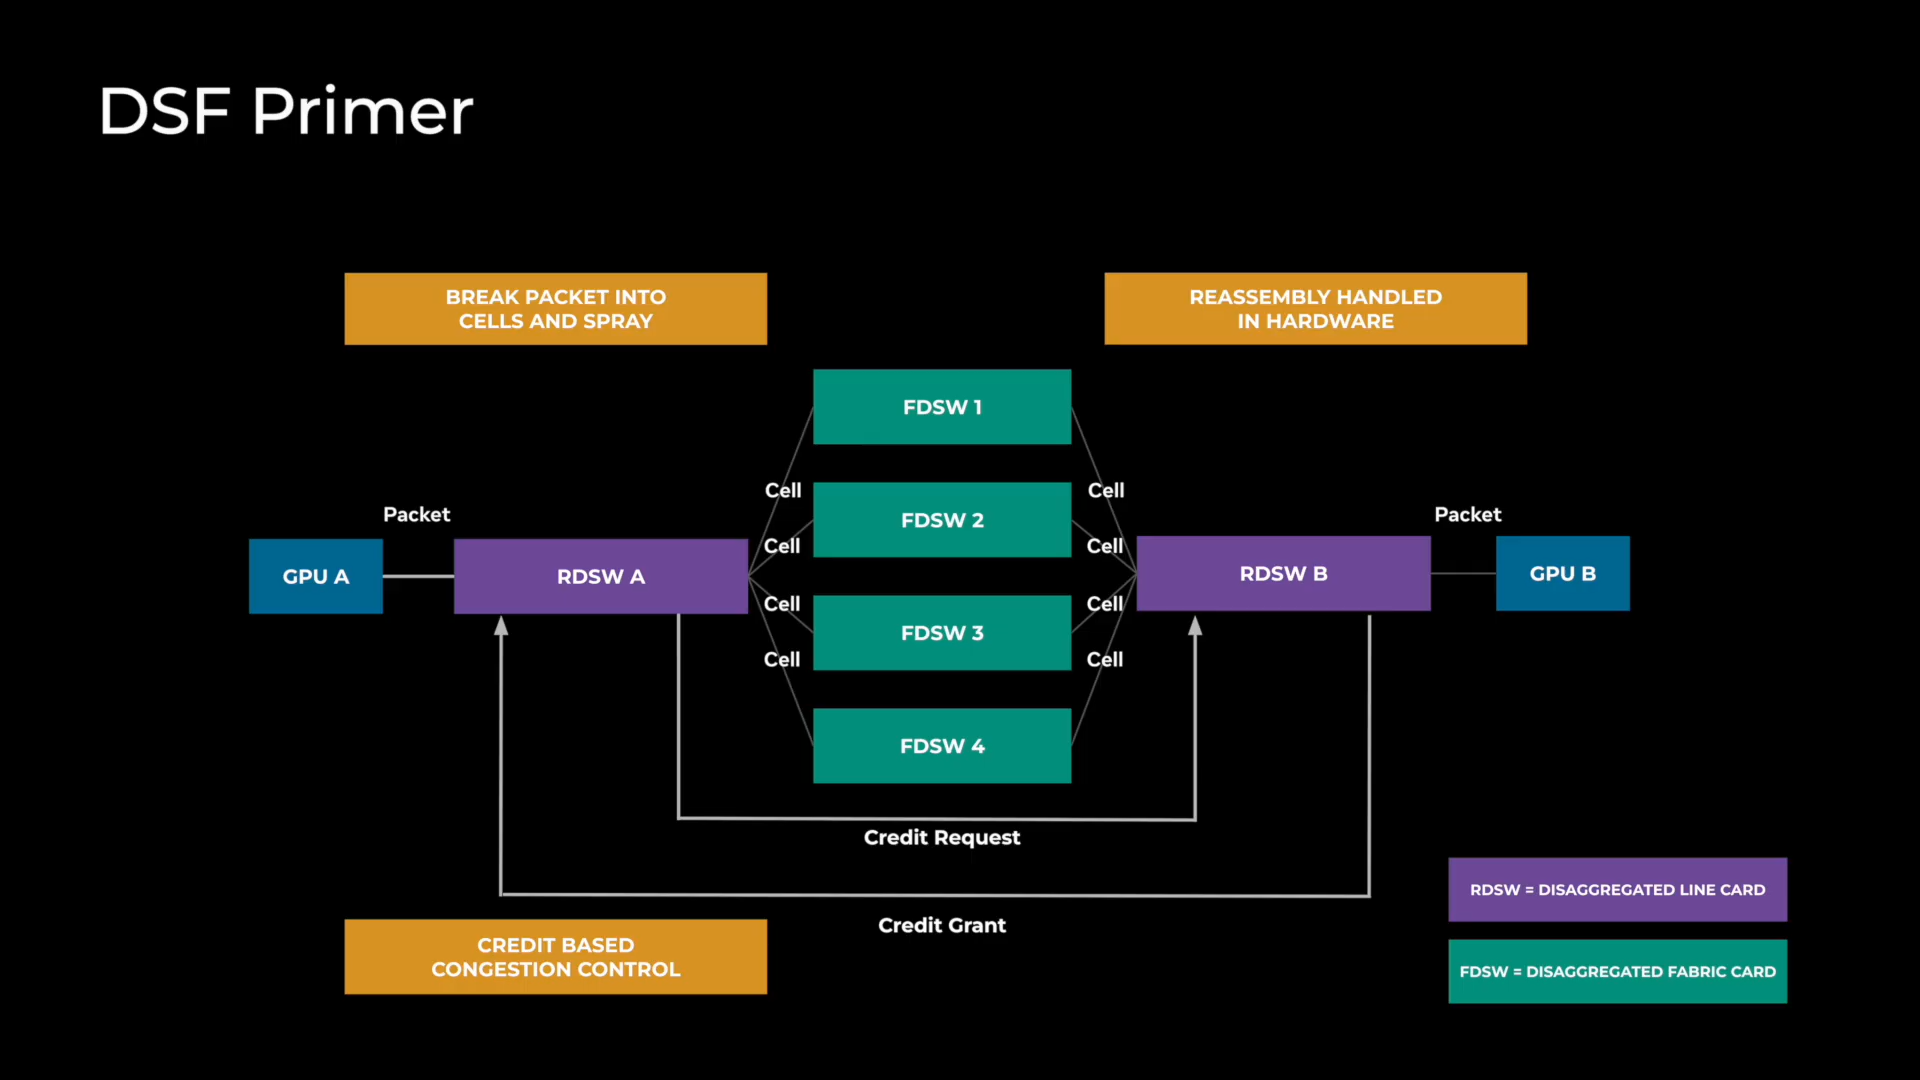 DSF Primer
BREAK PACKET INTO
CELLS AND SPRAY
REASSEMBLY HANDLED
IN HARDWARE
FDSW 1
Cell
Cell
FDSW 2
Packet
Packet
Cell
Cell
GPU A
RDSW A
RDSW B
GPU B
Cell
Cell
FDSW 3
Cell
Cell
FDSW 4
Credit Request
Credit Grant
RDSW = DISAGGREGATED LINE CARD
CREDIT BASED
CONGESTION CONTROL
FDSW = DISAGGREGATED FABRIC CARD